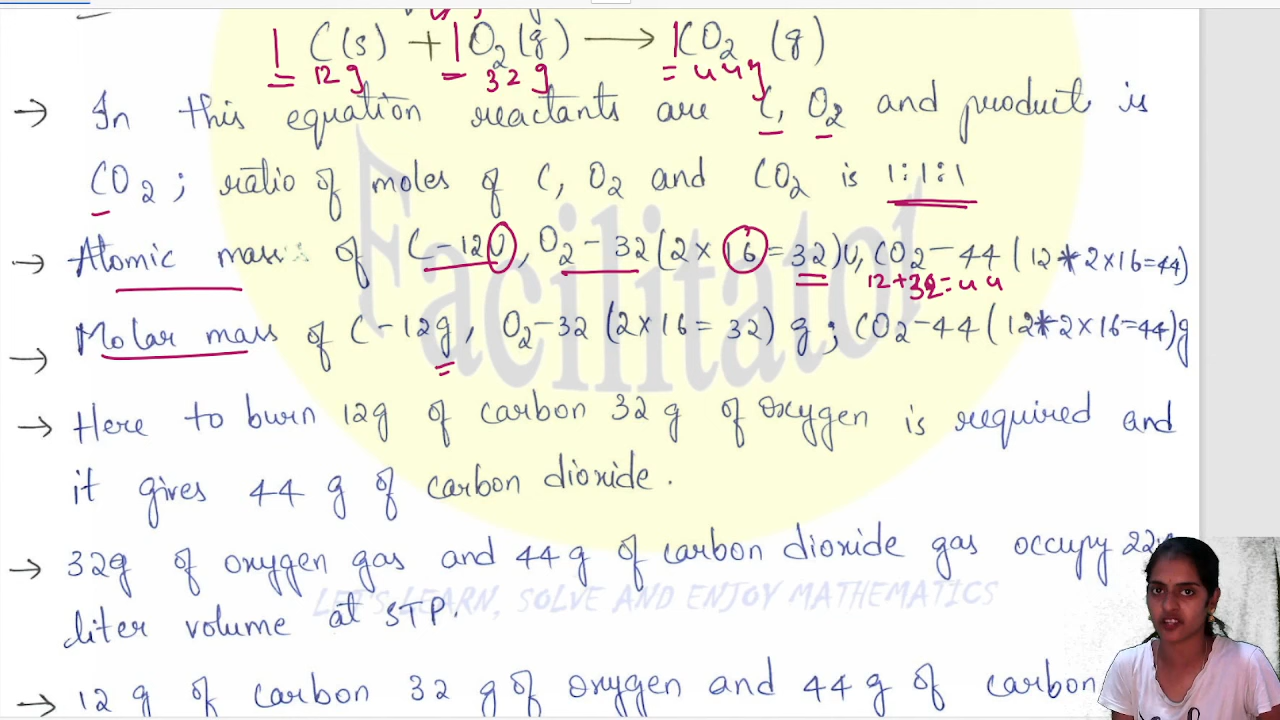 1 C(s) + 1 O2(g) → 1 CO2 (g)
12g 32g = 44g
→ In this equation reactants are C, O2 and product is
CO2; ratio of moles of C, O2 and CO2 is 1:1:1
→ Atomic mass of C-12U, O2-32(2×16=32)U, CO2-44(12*2×16=44)
12+32=44
→ Molar mass of C-12g, O2-32 (2×16=32) g; CO2-44(12*2×16=44)g
→ Here to burn 12g of carbon 32 g of oxygen is required and
it gives 44 g of carbon dioxide.
→ 32g of oxygen gas and 44 g of carbon dioxide gas occupy
liter volume at STP.
LET'S LEARN, SOLVE AND ENJOY MATHEMATICS
→ 12 g of carbon 32 g of oxygen and 44 g of carbon
Facilitator